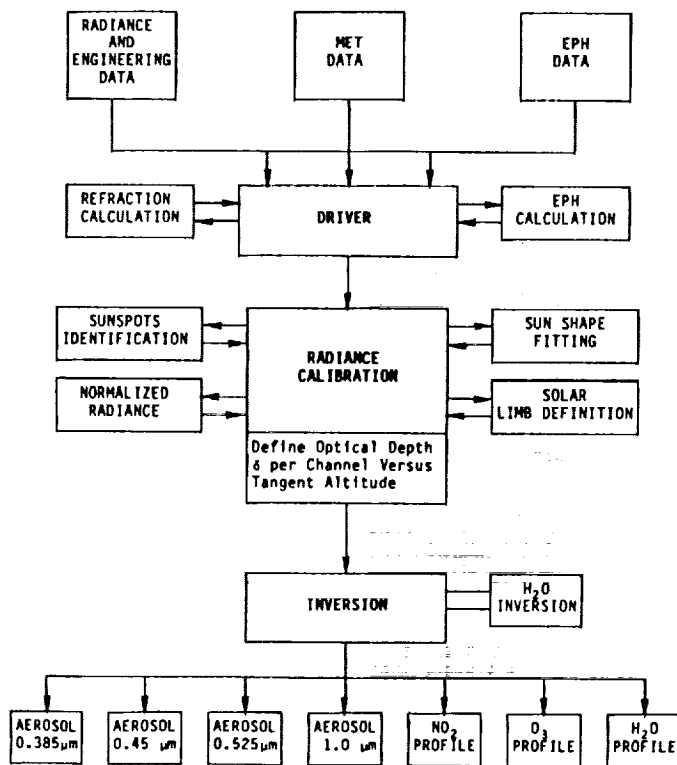 RADIANCE
AND
ENGINEERING
DATA
MET
DATA
EPH
DATA
REFRACTION
CALCULATION
DRIVER
EPH
CALCULATION
SUNSPOTS
IDENTIFICATION
RADIANCE
CALIBRATION
SUN SHAPE
FITTING
NORMALIZED
RADIANCE
SOLAR
LIMB DEFINITION
Define Optical Depth
δ per Channel Versus
Tangent Altitude
INVERSION
H₂O
INVERSION
AEROSOL
0.385µm
AEROSOL
0.45 µm
AEROSOL
0.525µm
AEROSOL
1.0 µm
NO₂
PROFILE
O₃
PROFILE
H₂O
PROFILE